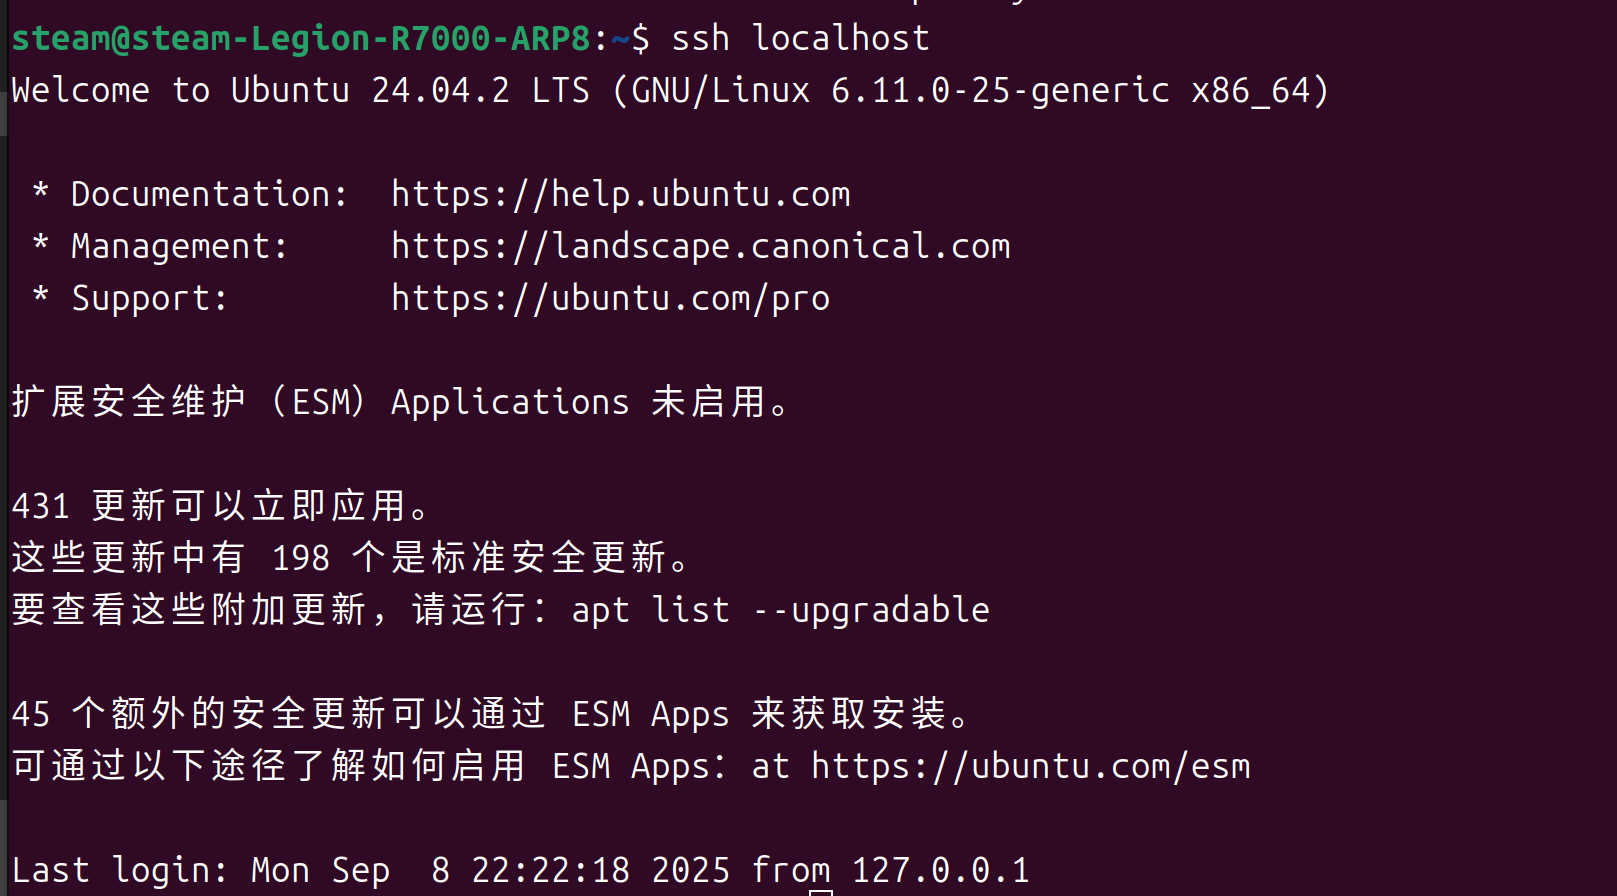 steam@steam-Legion-R7000-ARP8:~$ ssh localhost
Welcome to Ubuntu 24.04.2 LTS (GNU/Linux 6.11.0-25-generic x86_64)
* Documentation:  https://help.ubuntu.com
* Management:     https://landscape.canonical.com
* Support:        https://ubuntu.com/pro
扩展安全维护（ESM）Applications 未启用。
431 更新可以立即应用。
这些更新中有 198 个是标准安全更新。
要查看这些附加更新，请运行：apt list --upgradable
45 个额外的安全更新可以通过 ESM Apps 来获取安装。
可通过以下途径了解如何启用 ESM Apps：at https://ubuntu.com/esm
Last login: Mon Sep  8 22:22:18 2025 from 127.0.0.1